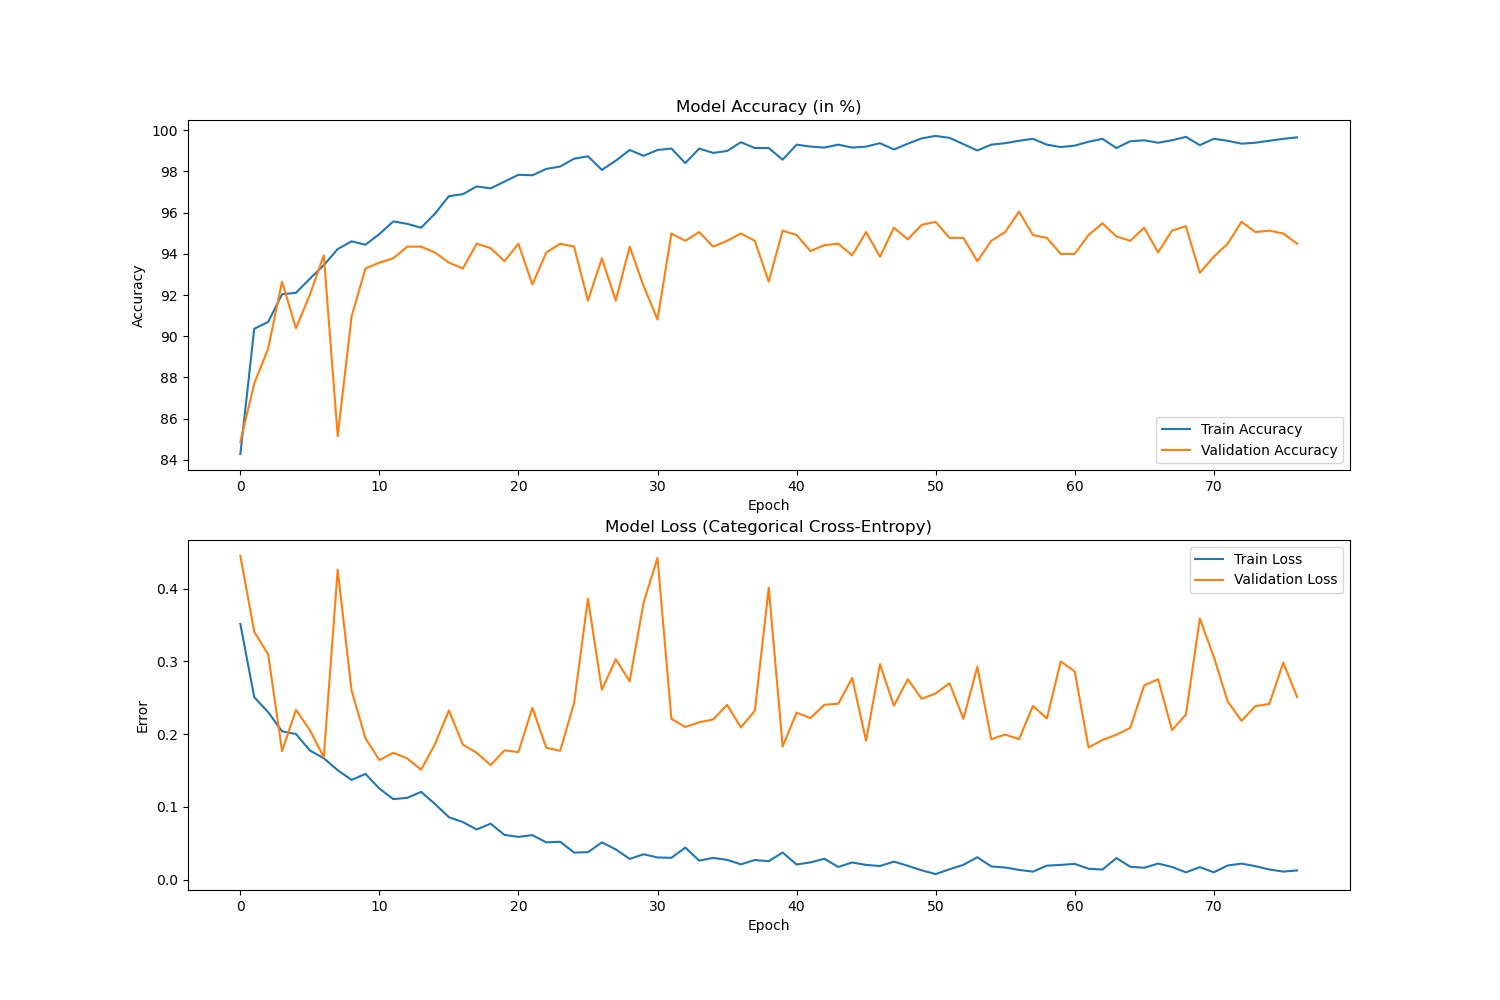 Model Accuracy (in %)
100
98
96
94
92
90
88
86
84
Accuracy
Train Accuracy
Validation Accuracy
0 10 20 30 40 50 60 70
Epoch
Model Loss (Categorical Cross-Entropy)
Train Loss
Validation Loss
0.4
0.3
0.2
0.1
0.0
Error
0 10 20 30 40 50 60 70
Epoch